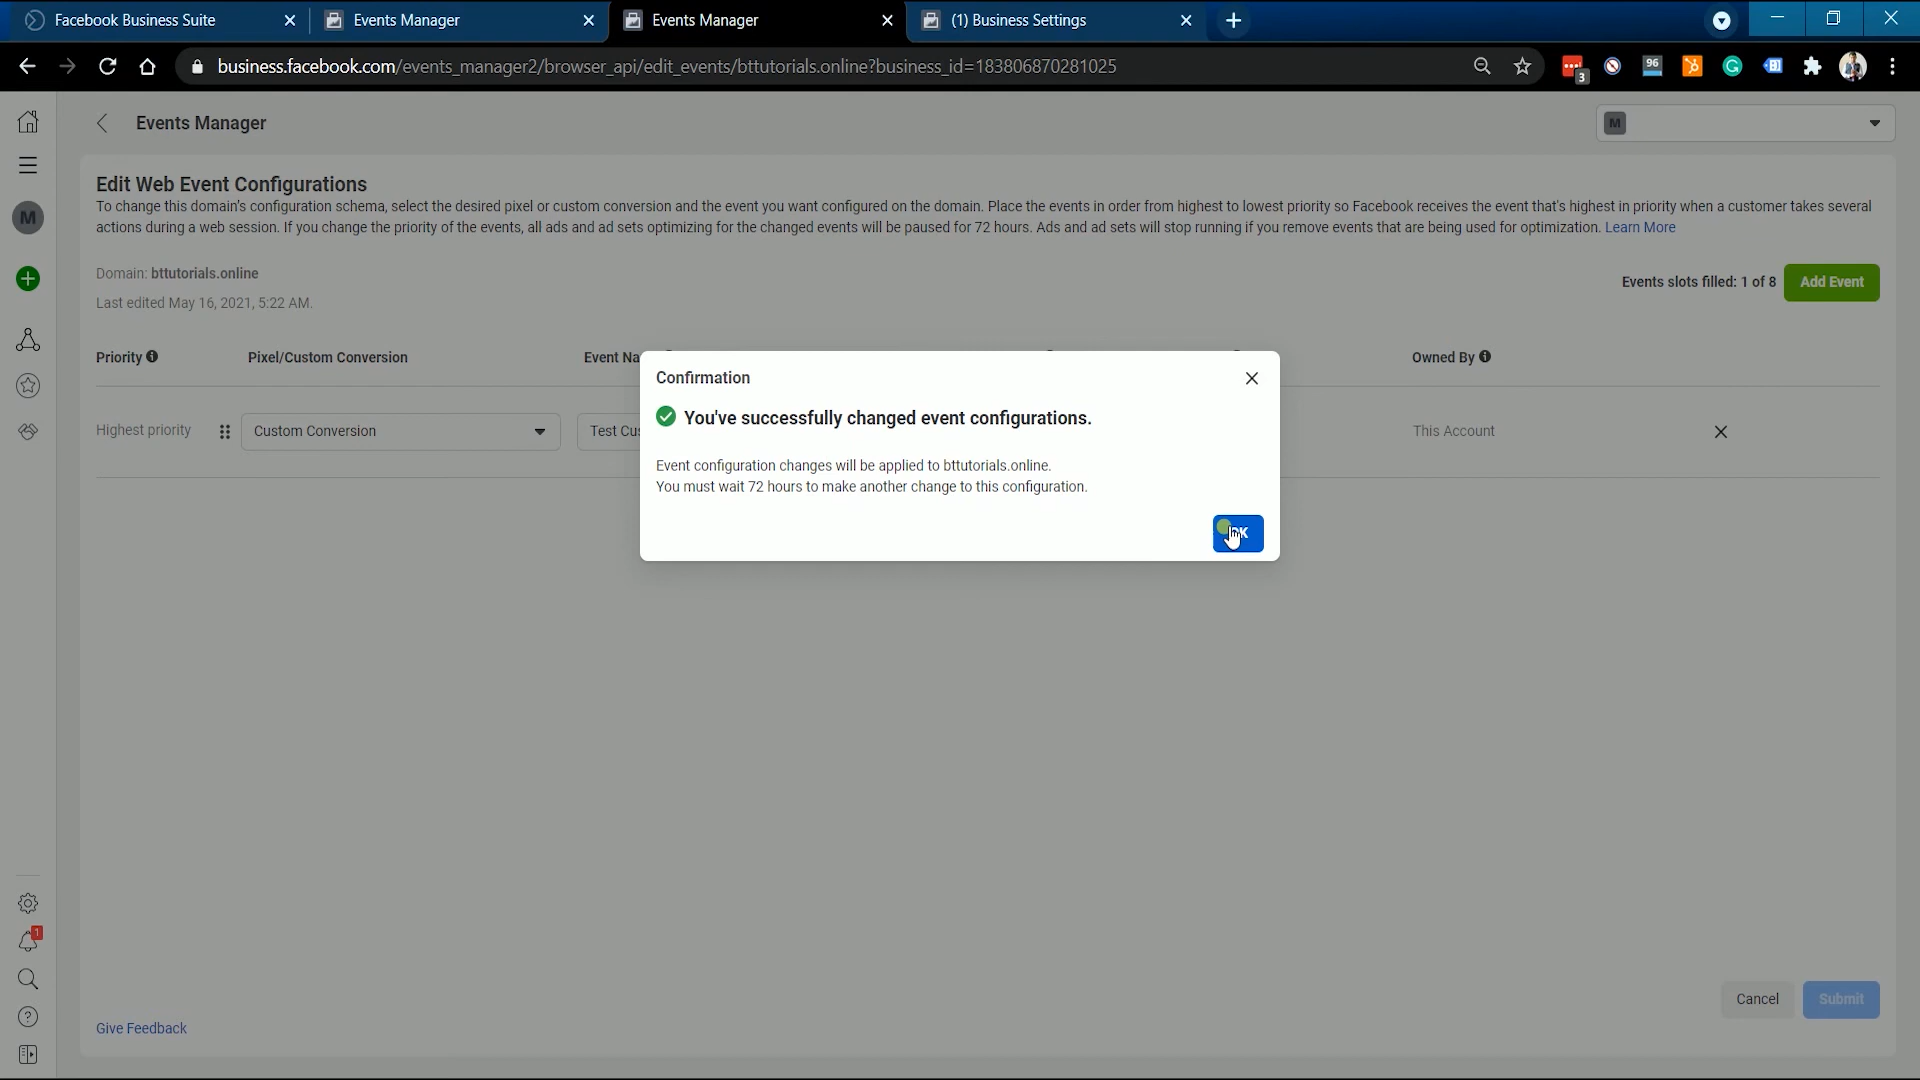 Facebook Business Suite
Events Manager
Events Manager
(1) Business Settings
business.facebook.com/events_manager2/browser_api/edit_events/bttutorials.online?business_id=183806870281025
3
96
Events Manager
M
M
Edit Web Event Configurations
To change this domain's configuration schema, select the desired pixel or custom conversion and the event you want configured on the domain. Place the events in order from highest to lowest priority so Facebook receives the event that's highest in priority when a customer takes several
actions during a web session. If you change the priority of the events, all ads and ad sets optimizing for the changed events will be paused for 72 hours. Ads and ad sets will stop running if you remove events that are being used for optimization. Learn More
Domain: bttutorials.online
Last edited May 16, 2021, 5:22 AM.
Events slots filled: 1 of 8
Add Event
Priority
Pixel/Custom Conversion
Event Na
Owned By
Highest priority
Custom Conversion
Test Cus
This Account
Confirmation
You've successfully changed event configurations.
Event configuration changes will be applied to bttutorials.online.
You must wait 72 hours to make another change to this configuration.
1
Give Feedback
Cancel
Submit